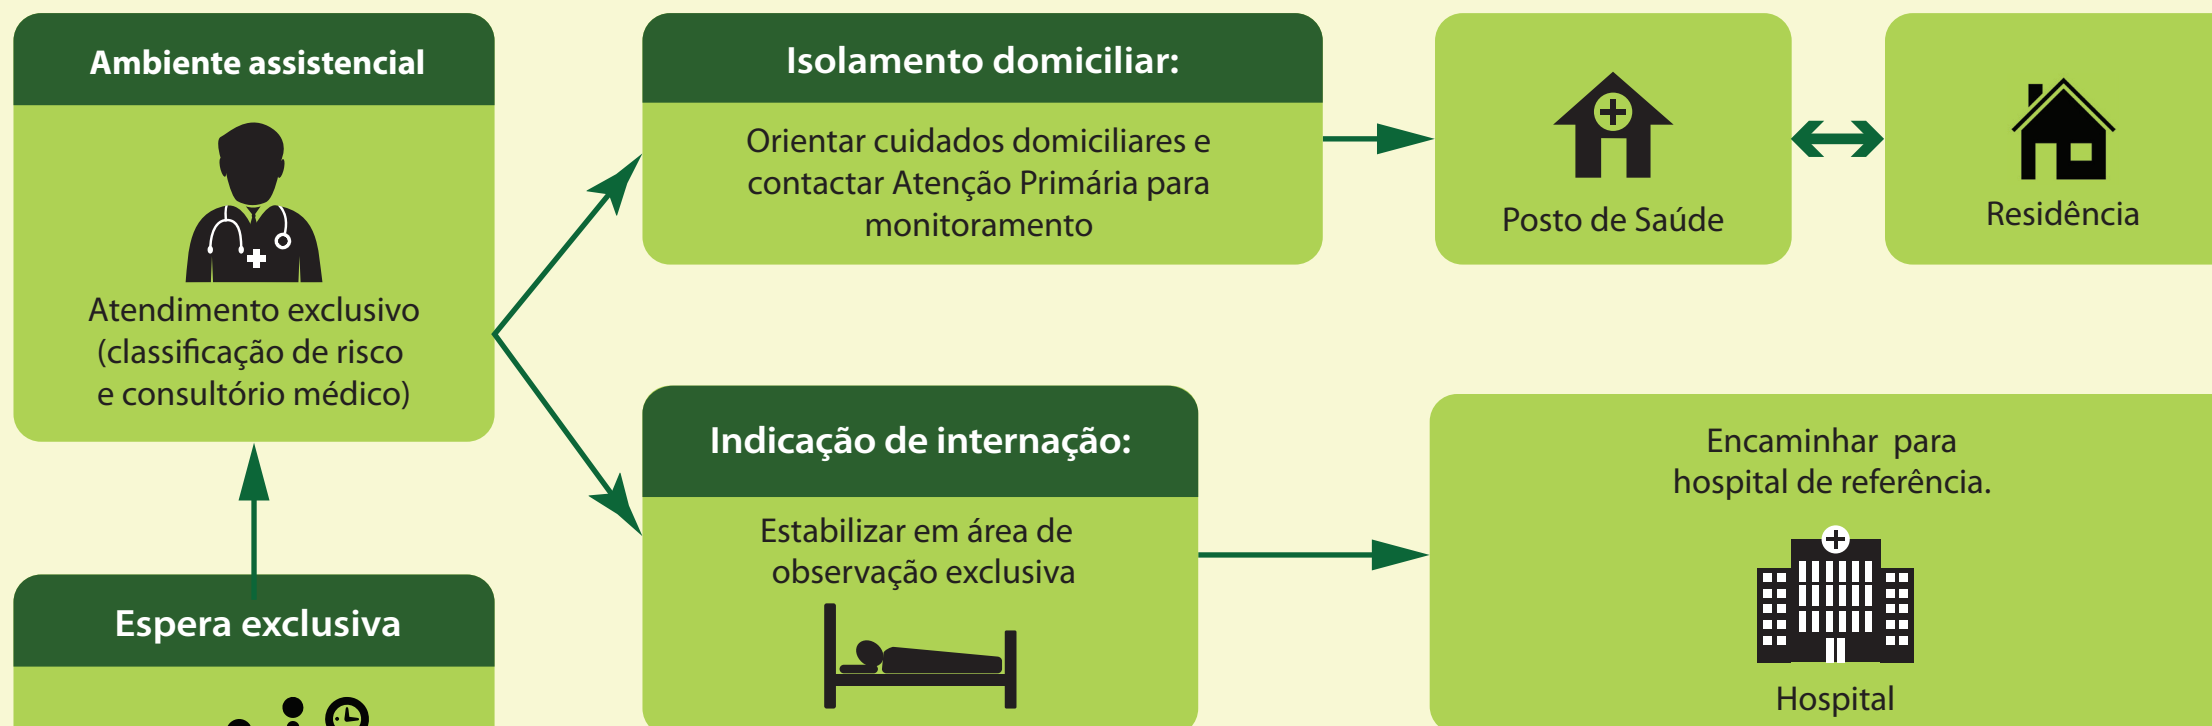 Ambiente assistencial
Atendimento exclusivo
(classificação de risco
e consultório médico)
Espera exclusiva
Isolamento domiciliar:
Orientar cuidados domiciliares e
contactar Atenção Primária para
monitoramento
Posto de Saúde
Residência
Indicação de internação:
Estabilizar em área de
observação exclusiva
Encaminhar para
hospital de referência.
Hospital